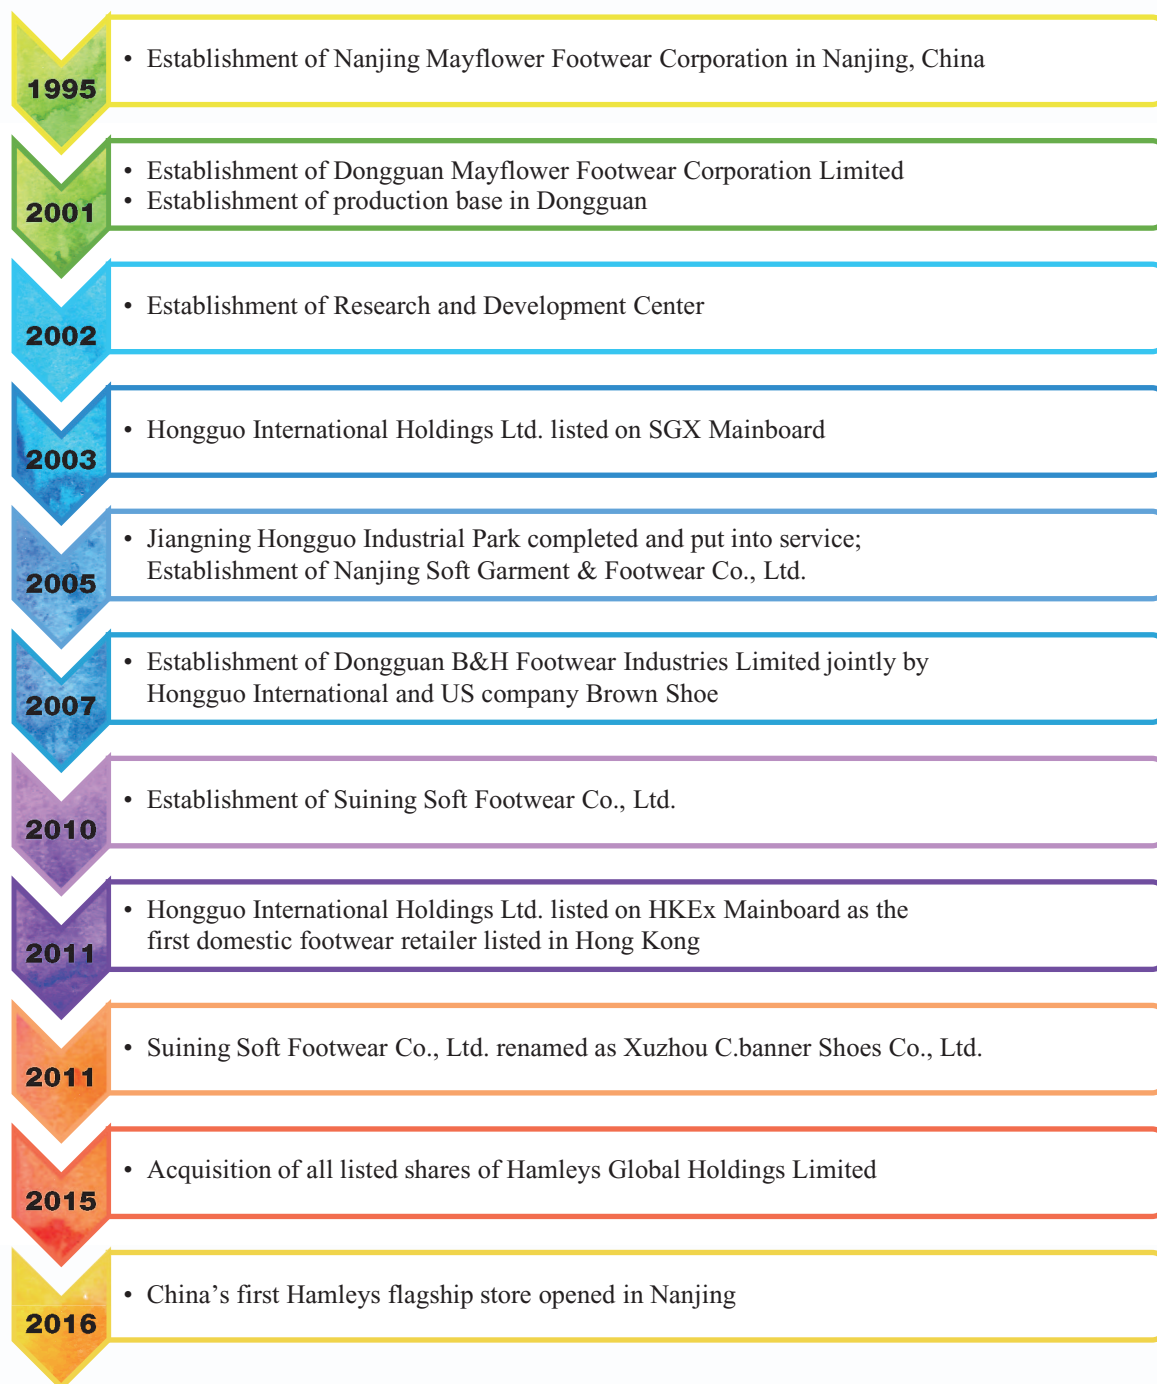 1995
• Establishment of Nanjing Mayflower Footwear Corporation in Nanjing, China
2001
• Establishment of Dongguan Mayflower Footwear Corporation Limited
• Establishment of production base in Dongguan
2002
• Establishment of Research and Development Center
2003
• Hongguo International Holdings Ltd. listed on SGX Mainboard
2005
• Jiangning Hongguo Industrial Park completed and put into service;
Establishment of Nanjing Soft Garment & Footwear Co., Ltd.
2007
• Establishment of Dongguan B&H Footwear Industries Limited jointly by
Hongguo International and US company Brown Shoe
2010
• Establishment of Suining Soft Footwear Co., Ltd.
2011
• Hongguo International Holdings Ltd. listed on HKEx Mainboard as the
first domestic footwear retailer listed in Hong Kong
2011
• Suining Soft Footwear Co., Ltd. renamed as Xuzhou C.banner Shoes Co., Ltd.
2015
• Acquisition of all listed shares of Hamleys Global Holdings Limited
2016
• China's first Hamleys flagship store opened in Nanjing